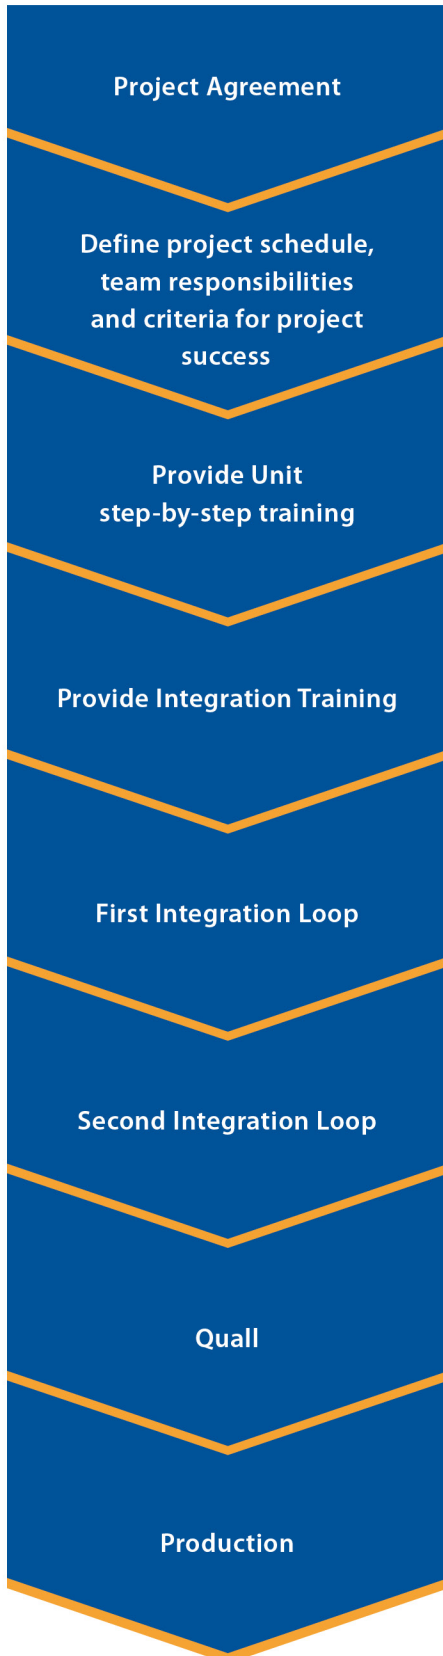 Project Agreement
Define project schedule,
team responsibilities
and criteria for project
success
Provide Unit
step-by-step training
Provide Integration Training
First Integration Loop
Second Integration Loop
Quall
Production